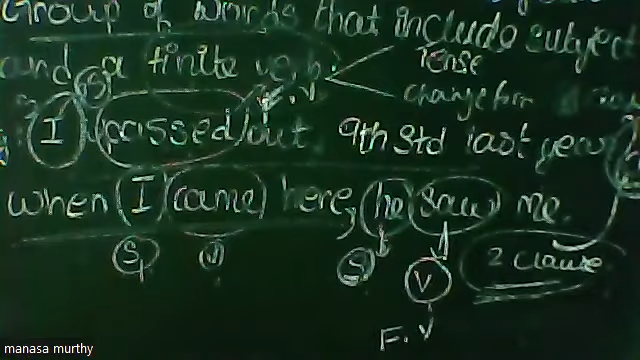 Group of words that include subject
and a finite verb. Tense
S F.V change form
I passed out 9th std last year
when I came here, he saw me.
S V S V 2 clause
F.V
manasa murthy